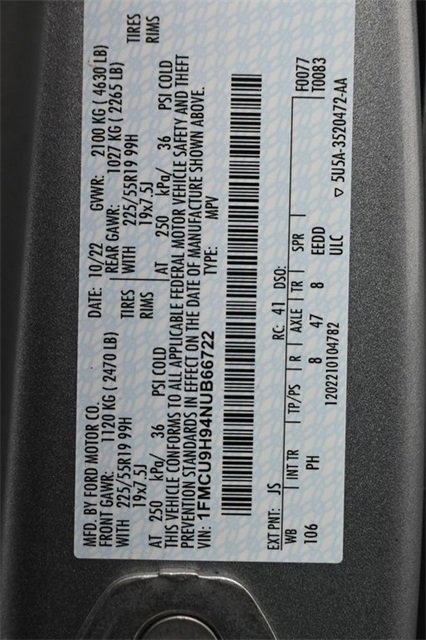 MFD. BY FORD MOTOR CO.
DATE: 10/22 GVWR: 2100 KG ( 4630 LB)
FRONT GAWR: 1120 KG ( 2470 LB)
REAR GAWR: 1027 KG ( 2265 LB)
WITH 225/55R19 99H TIRES
WITH 225/55R19 99H TIRES
19x7.5J RIMS
19x7.5J RIMS
AT 250 kPa/ 36 PSI COLD
AT 250 kPa/ 36 PSI COLD
THIS VEHICLE CONFORMS TO ALL APPLICABLE FEDERAL MOTOR VEHICLE SAFETY AND THEFT
PREVENTION STANDARDS IN EFFECT ON THE DATE OF MANUFACTURE SHOWN ABOVE.
VIN: 1FMCU9H94NUB66722
TYPE: MPV
F0077
T0083
EXT PNT: JS RC: 41 DSO:
WB INT TR TP/PS R AXLE TR SPR
106 PH 8 47 8 EEDD
ULC
1202210104782
▽ 5U5A-3520472-AA